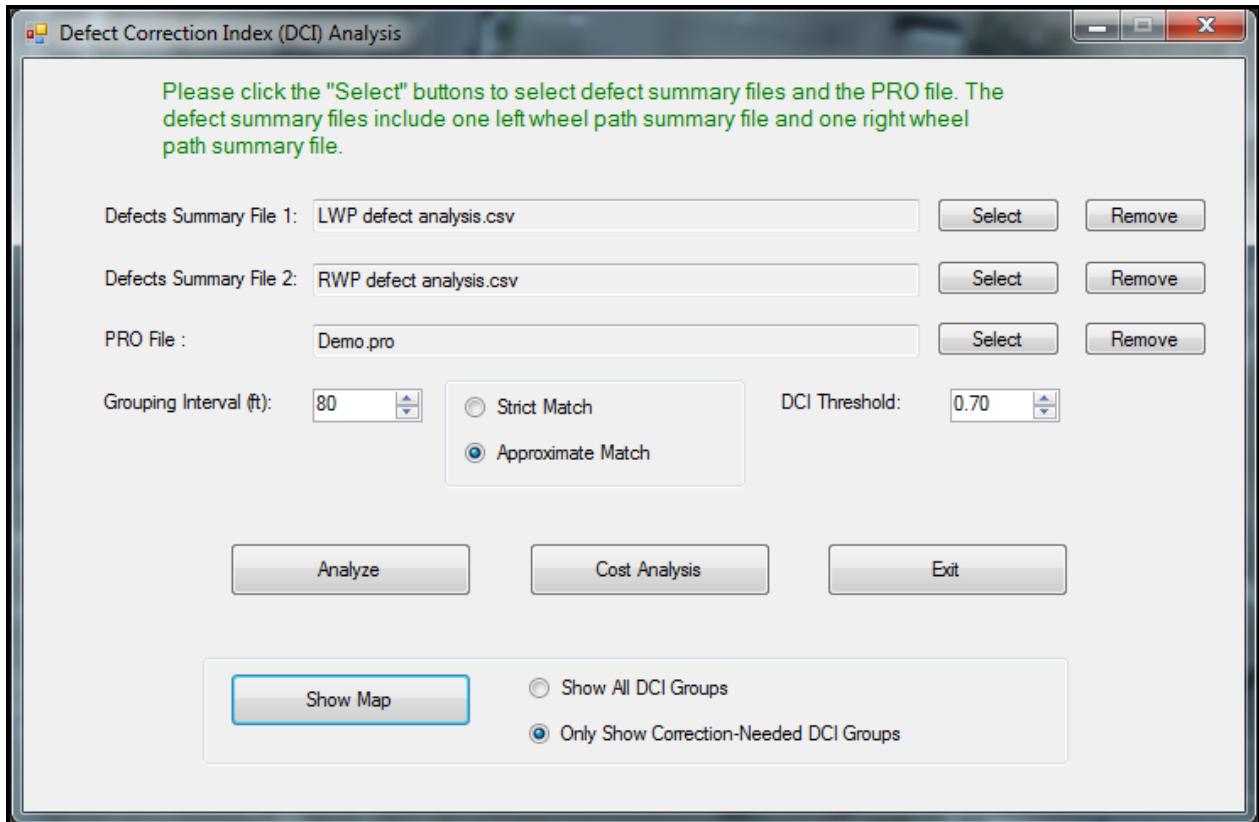 Defect Correction Index (DCI) Analysis
Please click the "Select" buttons to select defect summary files and the PRO file. The
defect summary files include one left wheel path summary file and one right wheel
path summary file.
Defects Summary File 1: LWP defect analysis.csv Select Remove
Defects Summary File 2: RWP defect analysis.csv Select Remove
PRO File : Demo.pro Select Remove
Grouping Interval (ft): 80 Strict Match DCI Threshold: 0.70
Approximate Match
Analyze Cost Analysis Exit
Show Map Show All DCI Groups
Only Show Correction-Needed DCI Groups